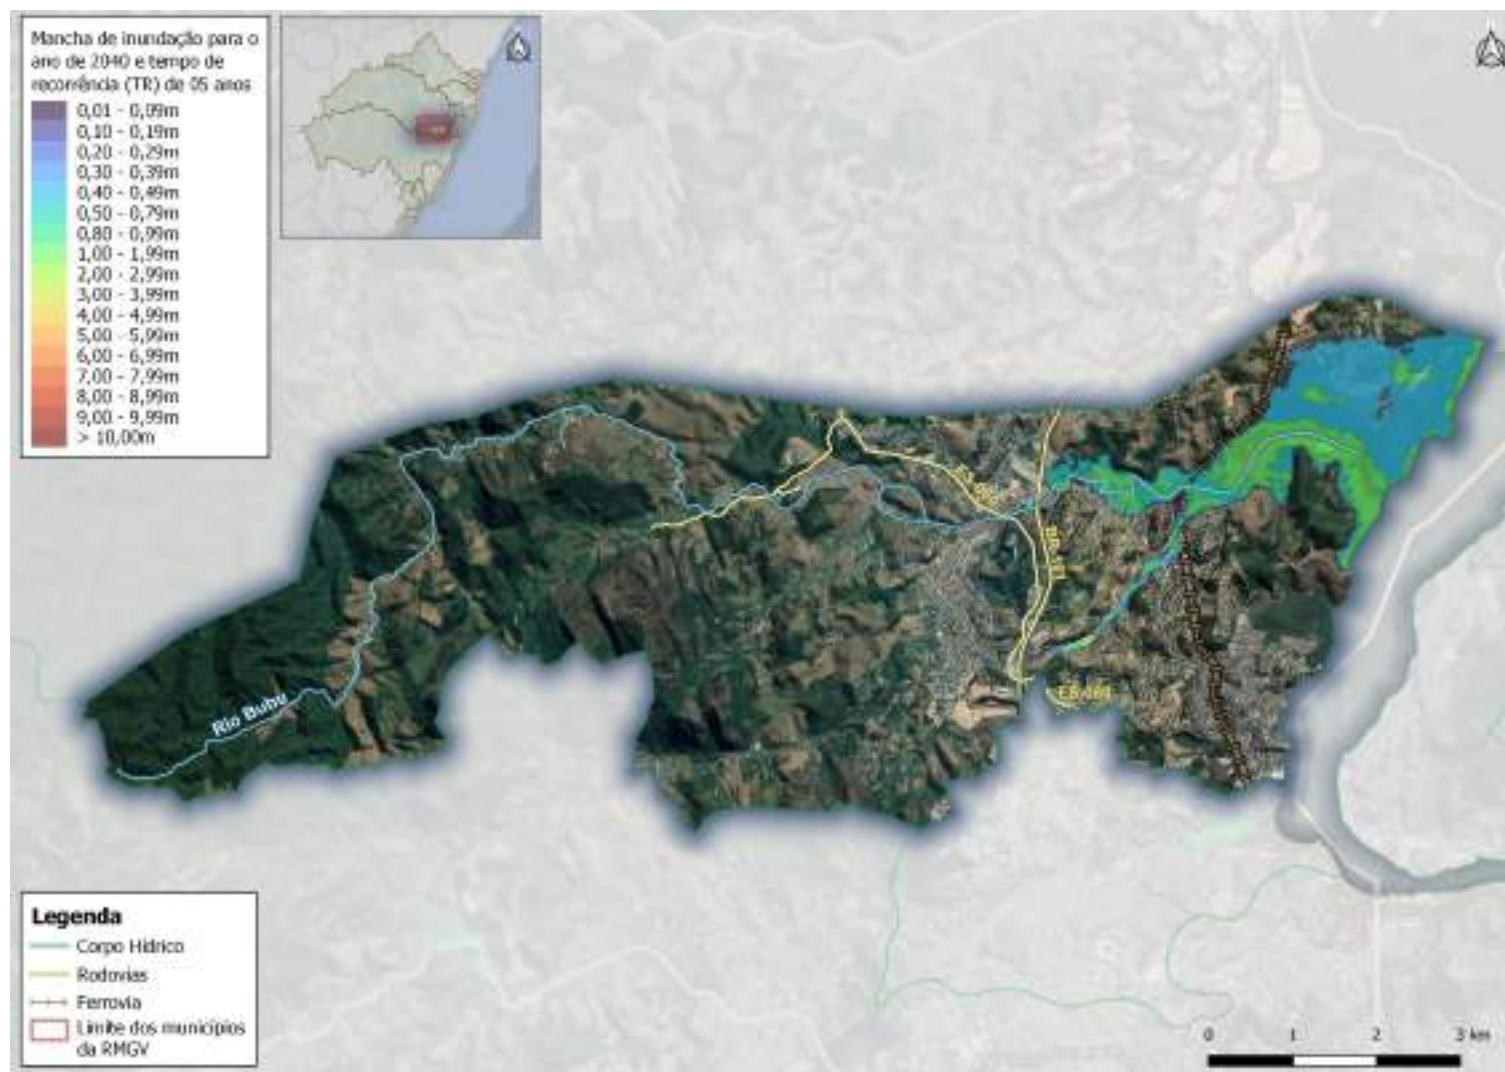 Mancha de inundação para o
ano de 2040 e tempo de
recorrência (TR) de 05 anos
0,01 - 0,09m
0,10 - 0,19m
0,20 - 0,29m
0,30 - 0,39m
0,40 - 0,49m
0,50 - 0,79m
0,80 - 0,99m
1,00 - 1,99m
2,00 - 2,99m
3,00 - 3,99m
4,00 - 4,99m
5,00 - 5,99m
6,00 - 6,99m
7,00 - 7,99m
8,00 - 8,99m
9,00 - 9,99m
> 10,00m
Rio Bubu
Legenda
Corpo Hídrico
Rodovias
Ferrovia
Limite dos municípios
da RMGV
0 1 2 3 km